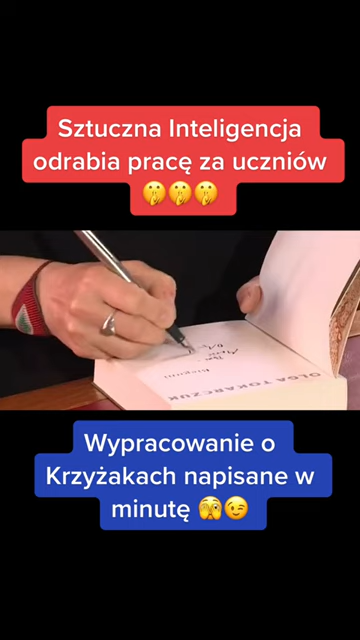 Sztuczna Inteligencja
odrabia pracę za uczniów
🤫🤫🤫
OLGA TOKARCZUK
Wypracowanie o
Krzyżakach napisane w
minutę 🫣😉